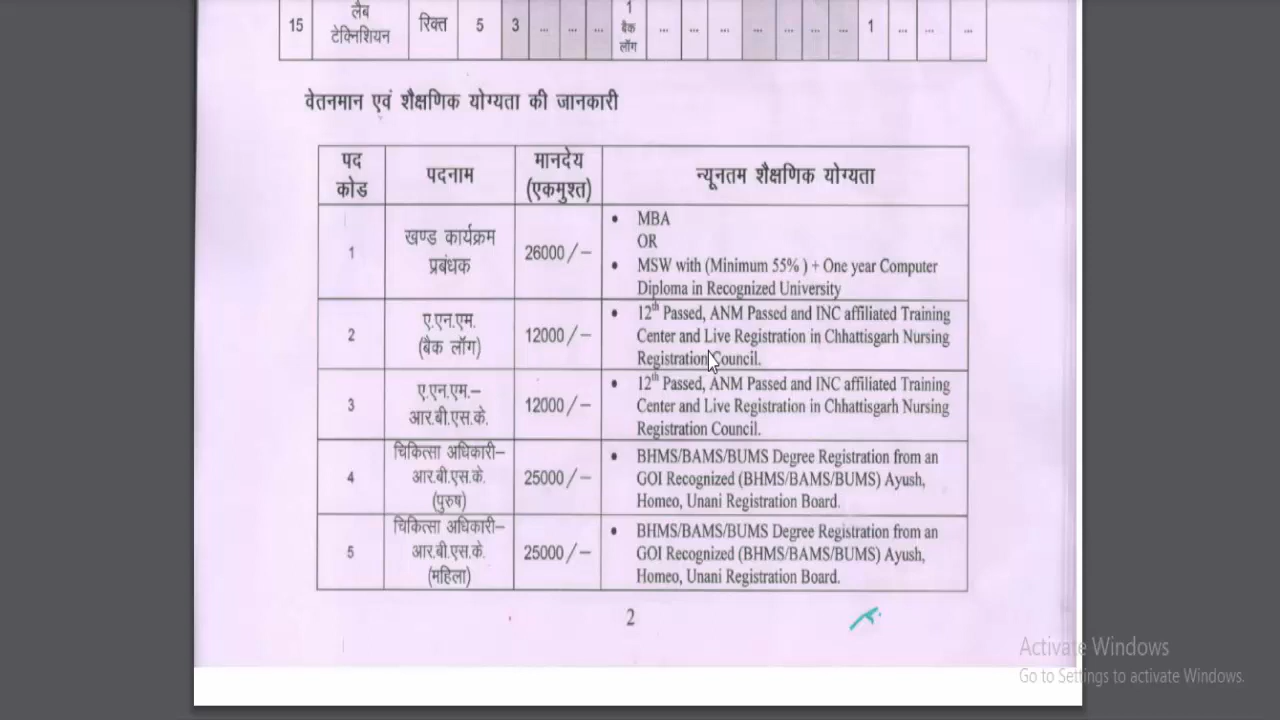 15 लैब टेक्निशियन रिक्त 5 3 ... ... ... 1 बैक लॉग ... ... ... ... ... ... ... 1 ... ... ...
वेतनमान एवं शैक्षणिक योग्यता की जानकारी
पद कोड पदनाम मानदेय (एकमुश्त) न्यूनतम शैक्षणिक योग्यता
1 खण्ड कार्यक्रम प्रबंधक 26000/-
• MBA
OR
• MSW with (Minimum 55% ) + One year Computer
Diploma in Recognized University
2 ए.एन.एम. (बैक लॉग) 12000/-
• 12th Passed, ANM Passed and INC affiliated Training
Center and Live Registration in Chhattisgarh Nursing
Registration Council.
3 ए.एन.एम.– आर.बी.एस.के. 12000/-
• 12th Passed, ANM Passed and INC affiliated Training
Center and Live Registration in Chhattisgarh Nursing
Registration Council.
4 चिकित्सा अधिकारी– आर.बी.एस.के. (पुरुष) 25000/-
• BHMS/BAMS/BUMS Degree Registration from an
GOI Recognized (BHMS/BAMS/BUMS) Ayush,
Homeo, Unani Registration Board.
5 चिकित्सा अधिकारी– आर.बी.एस.के. (महिला) 25000/-
• BHMS/BAMS/BUMS Degree Registration from an
GOI Recognized (BHMS/BAMS/BUMS) Ayush,
Homeo, Unani Registration Board.
2
Activate Windows
Go to Settings to activate Windows.